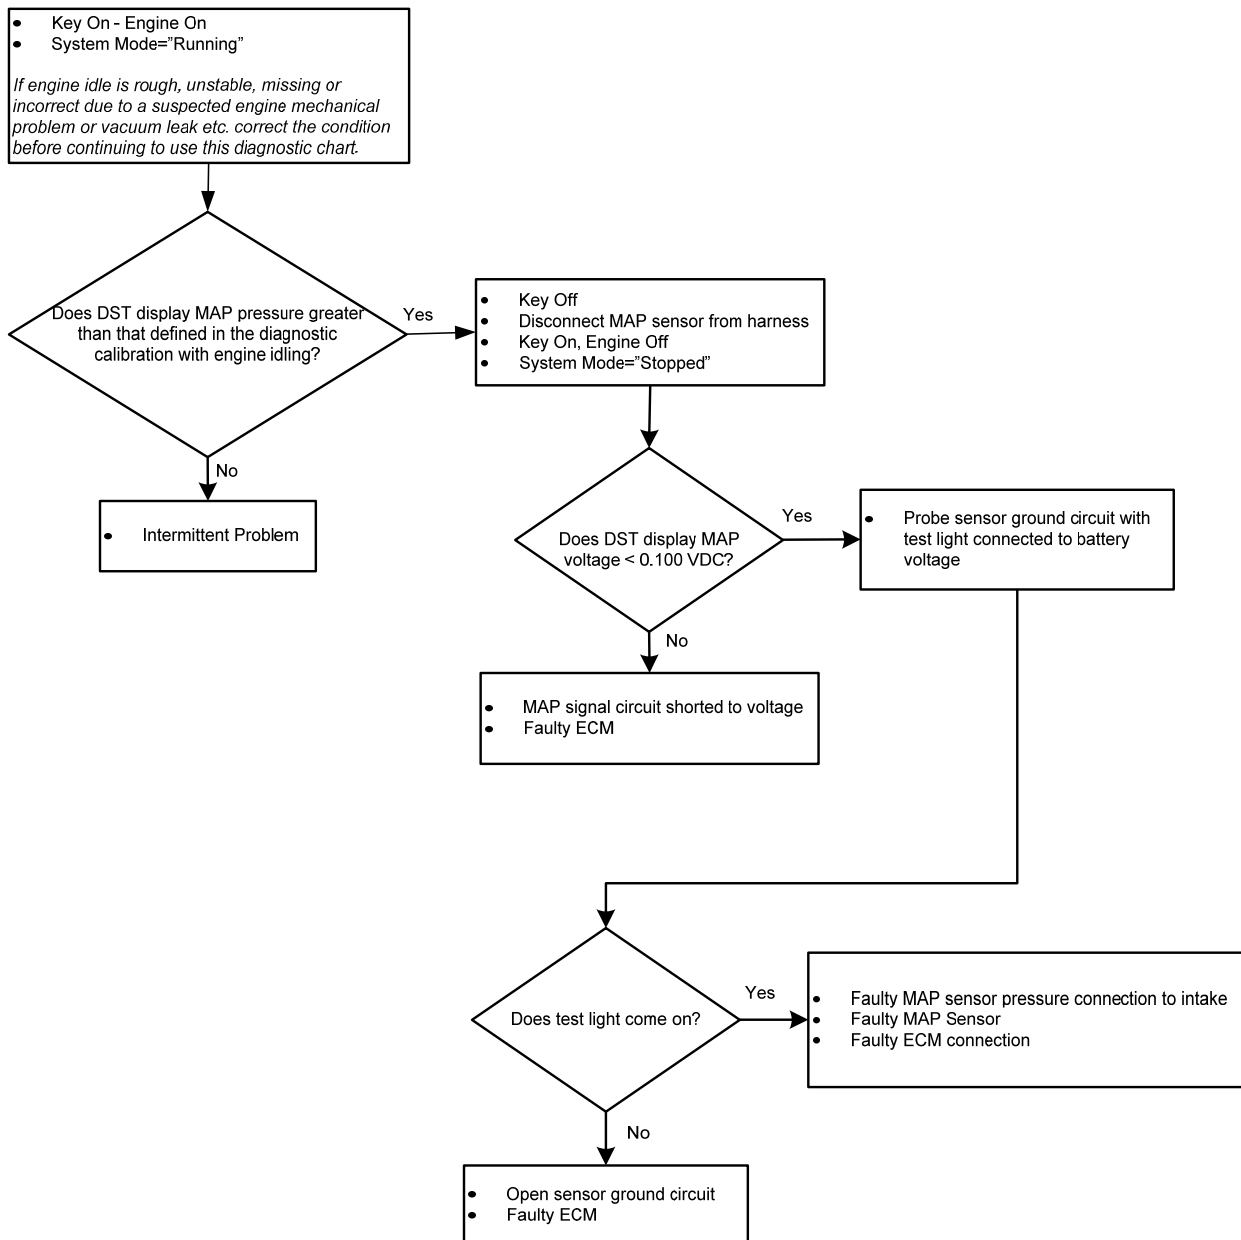 • Key On - Engine On
• System Mode=”Running”
If engine idle is rough, unstable, missing or
incorrect due to a suspected engine mechanical
problem or vacuum leak etc. correct the condition
before continuing to use this diagnostic chart.
Does DST display MAP pressure greater
than that defined in the diagnostic
calibration with engine idling?
Yes
No
• Intermittent Problem
• Key Off
• Disconnect MAP sensor from harness
• Key On, Engine Off
• System Mode=”Stopped”
Does DST display MAP
voltage < 0.100 VDC?
Yes
No
• Probe sensor ground circuit with
test light connected to battery
voltage
• MAP signal circuit shorted to voltage
• Faulty ECM
Does test light come on?
Yes
No
• Faulty MAP sensor pressure connection to intake
• Faulty MAP Sensor
• Faulty ECM connection
• Open sensor ground circuit
• Faulty ECM